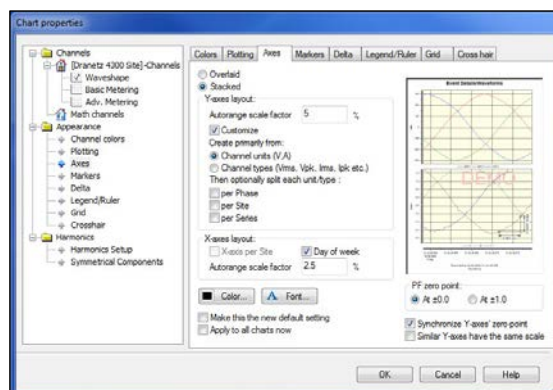 Chart properties
Channels
[Dranetz 4300 Site]-Channels
Waveshape
Basic Metering
Adv. Metering
Math channels
Appearance
Channel colors
Plotting
Axes
Markers
Delta
Legend/Ruler
Grid
Crosshair
Harmonics
Harmonics Setup
Symmetrical Components
Colors Plotting Axes Markers Delta Legend/Ruler Grid Cross hair
Overlaid
Stacked
Y-axes layout:
Autorange scale factor 5 %
Customize
Create primarily from:
Channel units (V,A)
Channel types (Vrms, Vpk, Irms, Ipk etc.)
Then optionally split each unit/type :
per Phase
per Site
per Series
X-axes layout:
X-axis per Site Day of week
Autorange scale factor 2.5 %
Color... A Font...
Make this the new default setting
Apply to all charts now
Event Details/Waveforms
DEMO
PF zero point:
At ±0.0 At ±1.0
Synchronize Y-axes' zero-point
Similar Y-axes have the same scale
OK Cancel Help